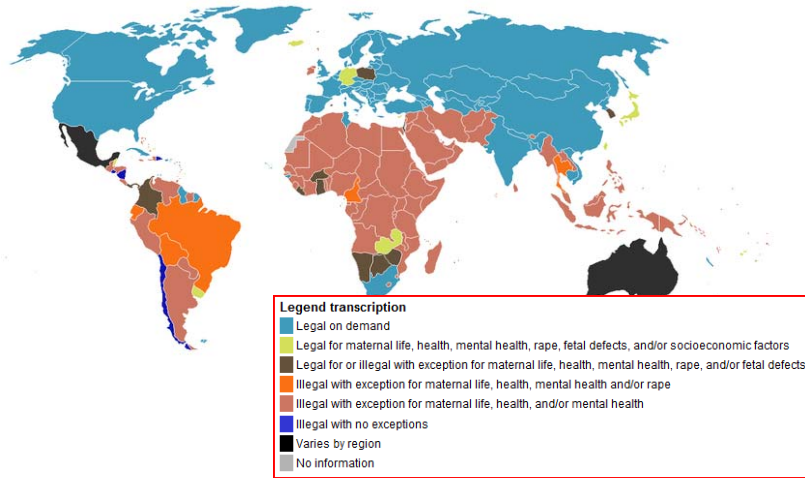 Legend transcription
Legal on demand
Legal for maternal life, health, mental health, rape, fetal defects, and/or socioeconomic factors
Legal for or illegal with exception for maternal life, health, mental health, rape, and/or fetal defects
Illegal with exception for maternal life, health, mental health and/or rape
Illegal with exception for maternal life, health, and/or mental health
Illegal with no exceptions
Varies by region
No information